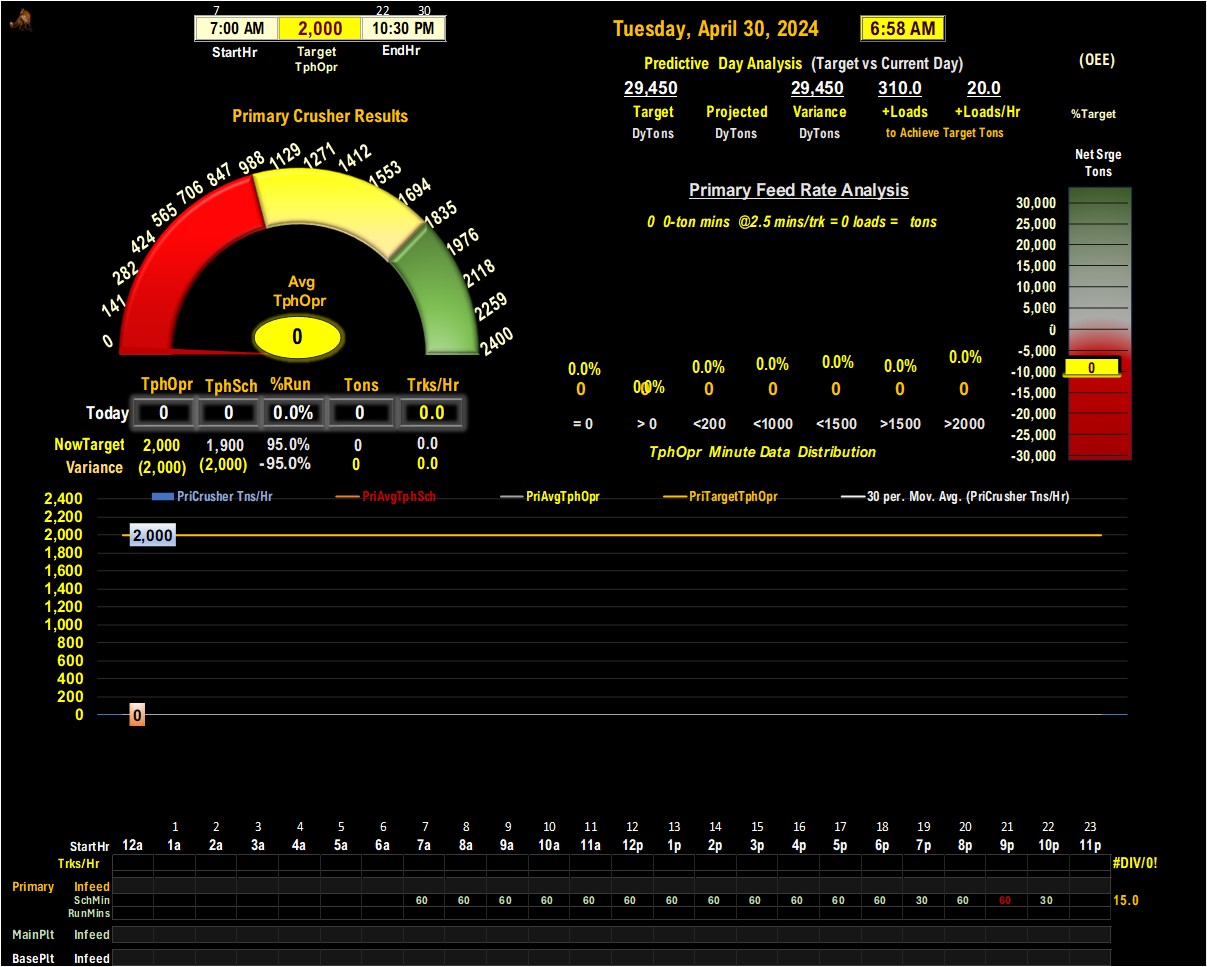 7 22 30
7:00 AM 2,000 10:30 PM
StartHr Target TphOpr EndHr
Tuesday, April 30, 2024 6:58 AM
Predictive Day Analysis (Target vs Current Day)
(OEE)
29,450 29,450 310.0 20.0
Target Projected Variance +Loads +Loads/Hr
DyTons DyTons DyTons to Achieve Target Tons
%Target
Net Srge
Tons
Primary Crusher Results
0 141 282 424 565 706 847 988 1129 1271 1412 1553 1694 1835 1976 2118 2259 2400
Avg
TphOpr
0
Primary Feed Rate Analysis
0 0-ton mins @2.5 mins/trk = 0 loads = tons
30,000
25,000
20,000
15,000
10,000
5,000
0
-5,000
-10,000
-15,000
-20,000
-25,000
-30,000
0
0.0% 0.0% 0.0% 0.0% 0.0% 0.0% 0.0%
0 0 0 0 0 0 0
= 0 > 0 <200 <1000 <1500 >1500 >2000
TphOpr Minute Data Distribution
TphOpr TphSch %Run Tons Trks/Hr
Today 0 0 0.0% 0 0.0
NowTarget 2,000 1,900 95.0% 0 0.0
Variance (2,000) (2,000) -95.0% 0 0.0
PriCrusher Tns/Hr PriAvgTphSch PriAvgTphOpr PriTargetTphOpr 30 per. Mov. Avg. (PriCrusher Tns/Hr)
2,400
2,200
2,000 2,000
1,800
1,600
1,400
1,200
1,000
800
600
400
200
0 0
1 2 3 4 5 6 7 8 9 10 11 12 13 14 15 16 17 18 19 20 21 22 23
StartHr 12a 1a 2a 3a 4a 5a 6a 7a 8a 9a 10a 11a 12p 1p 2p 3p 4p 5p 6p 7p 8p 9p 10p 11p
Trks/Hr #DIV/0!
Primary Infeed
SchMin 60 60 60 60 60 60 60 60 60 60 60 60 30 60 60 30 15.0
RunMins
MainPlt Infeed
BasePlt Infeed